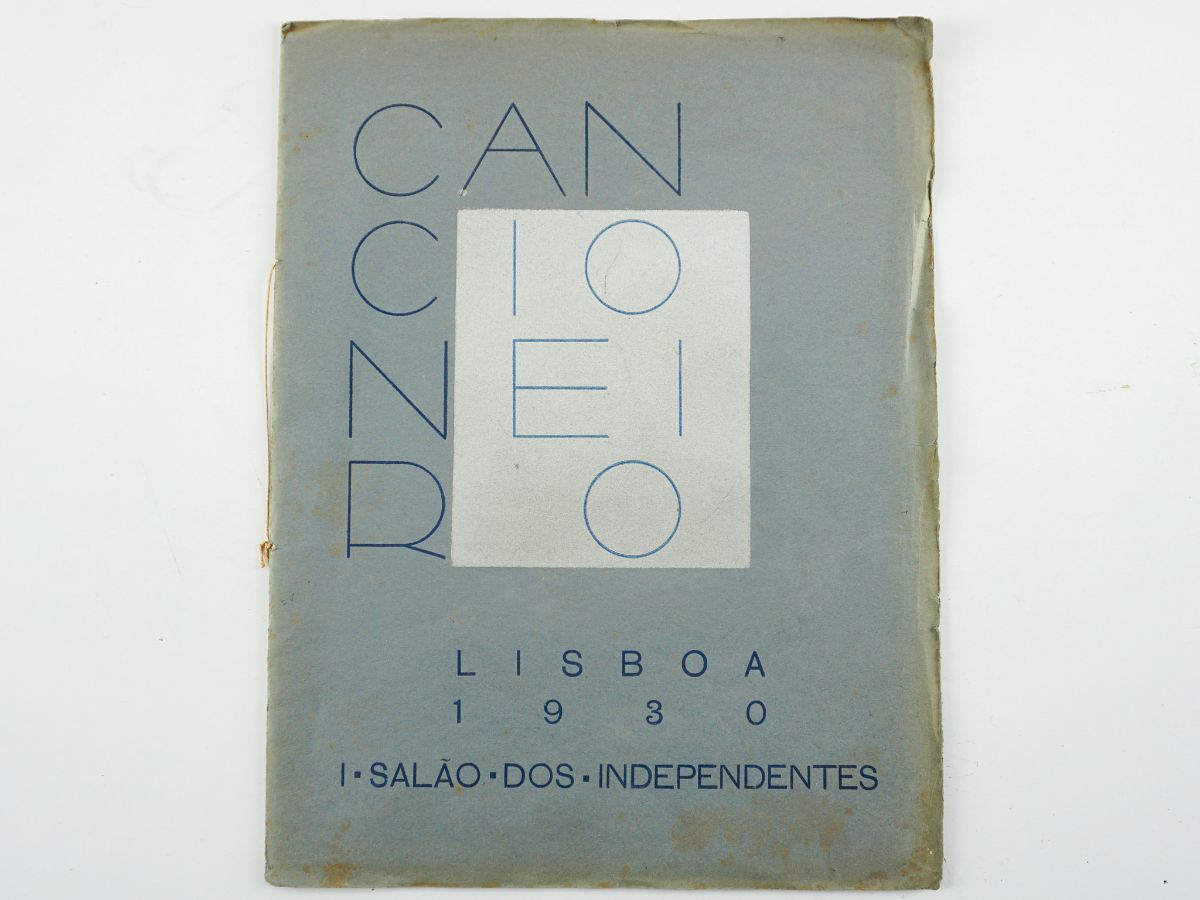 CAN
CIO
NEI
RO
LISBOA
1930
I▪SALÃO▪DOS▪INDEPENDENTES